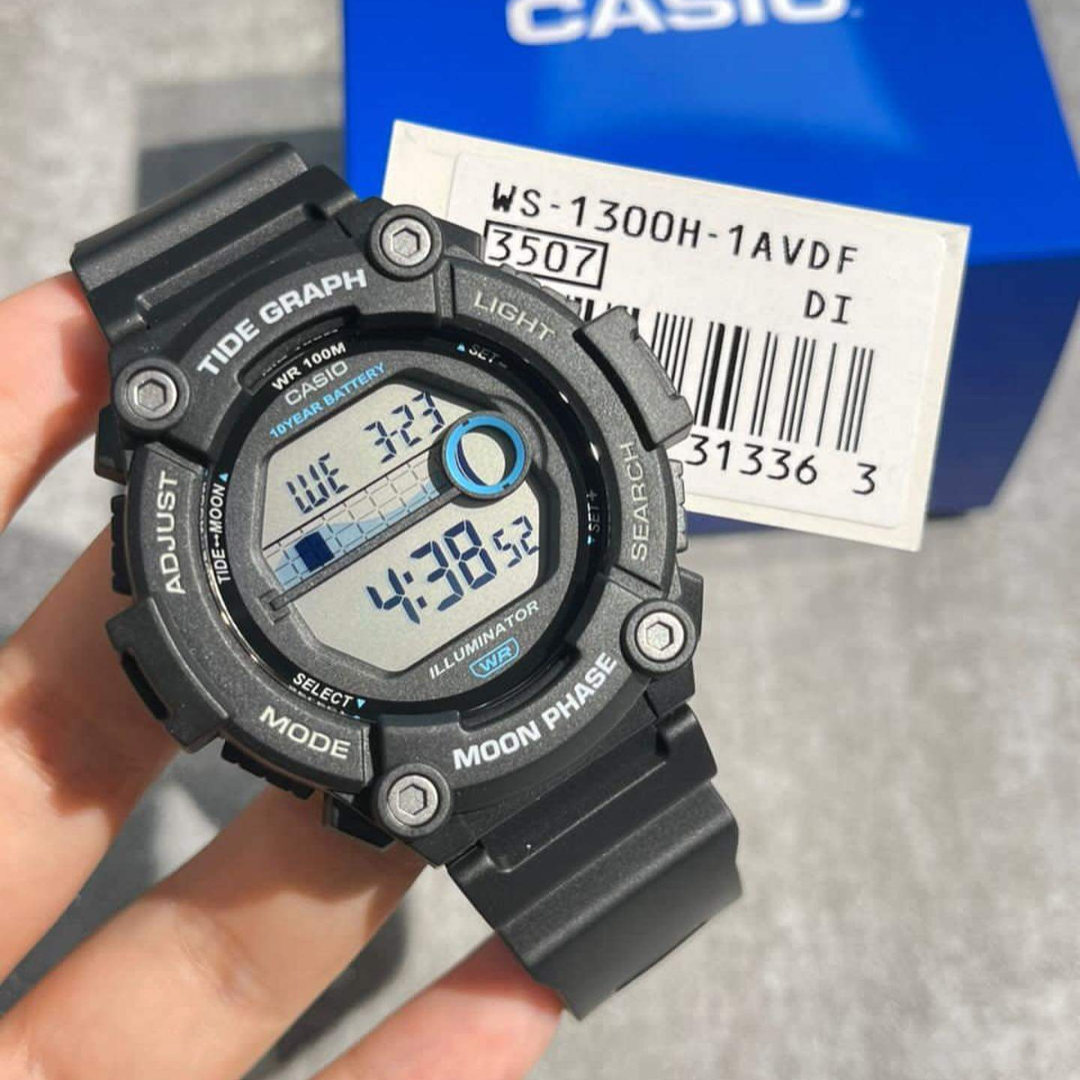 CASIO
WS-1300H-1AVDF
3507
DI
31336 3
TIDE GRAPH
LIGHT
WR 100M
CASIO
10YEAR BATTERY
▲SET−
WE 3-23
ADJUST
TIDE↔MOON▲
SEARCH
▼SET+
4:38 52
ILLUMINATOR
WR
SELECT▼
MODE
MOON PHASE